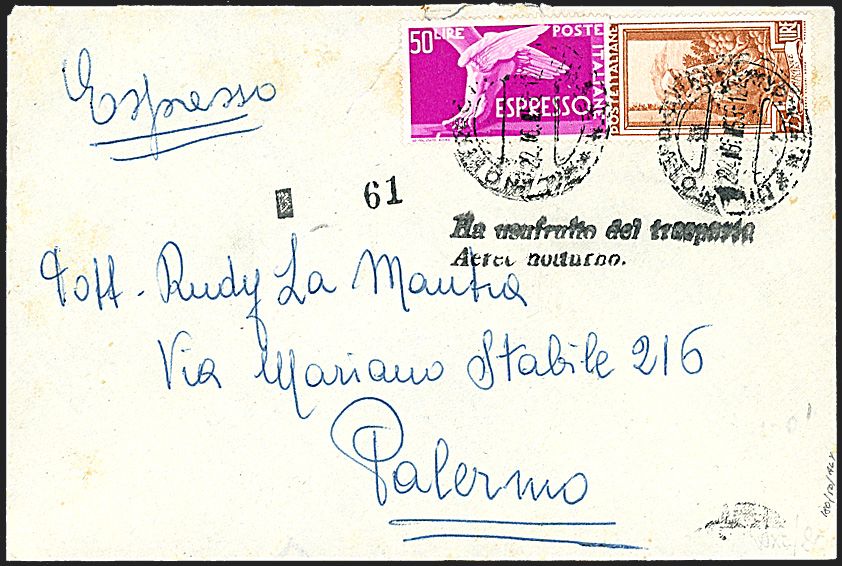 50 LIRE POSTE ITALIANE
ESPRESSO
POSTE ITALIANE LIRE
Espresso
61
Ha usufruito del trasporto
Aereo notturno.
Dott. Rudy La Mantia
Via Mariano Stabile 216
Palermo